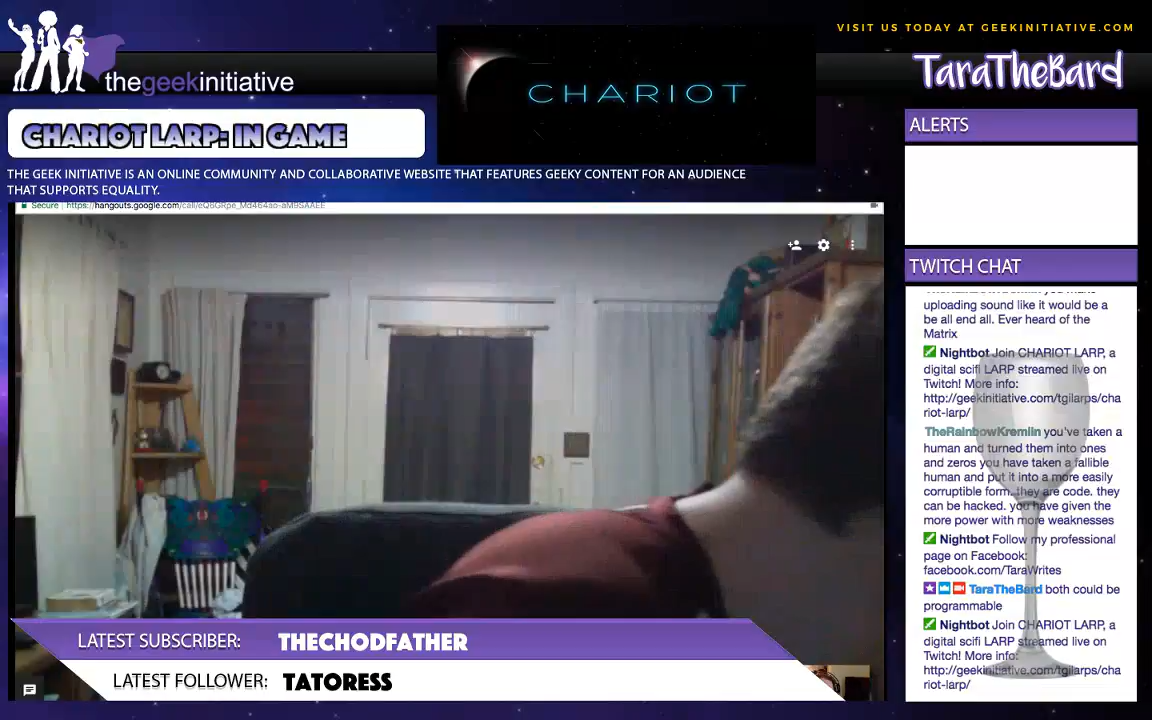 VISIT US TODAY AT GEEKINITIATIVE.COM
thegeekinitiative
CHARIOT
TaraTheBard
CHARIOT LARP: IN GAME
THE GEEK INITIATIVE IS AN ONLINE COMMUNITY AND COLLABORATIVE WEBSITE THAT FEATURES GEEKY CONTENT FOR AN AUDIENCE
THAT SUPPORTS EQUALITY.
Secure | https://hangouts.google.com/call/
ALERTS
TWITCH CHAT
uploading sound like it would be a
be all end all. Ever heard of the
Matrix
Nightbot Join CHARIOT LARP, a
digital scifi LARP streamed live on
Twitch! More info:
http://geekinitiative.com/tgilarps/cha
riot-larp/
TheRainbowKremlin you've taken a
human and turned them into ones
and zeros you have taken a fallible
human and put it into a more easily
corruptible form..they are code. they
can be hacked. you have given the
more power with more weaknesses
Nightbot Follow my professional
page on Facebook:
facebook.com/TaraWrites
TaraTheBard both could be
programmable
Nightbot Join CHARIOT LARP, a
digital scifi LARP streamed live on
Twitch! More info:
http://geekinitiative.com/tgilarps/cha
riot-larp/
LATEST SUBSCRIBER: THECHODFATHER
LATEST FOLLOWER: TATORESS